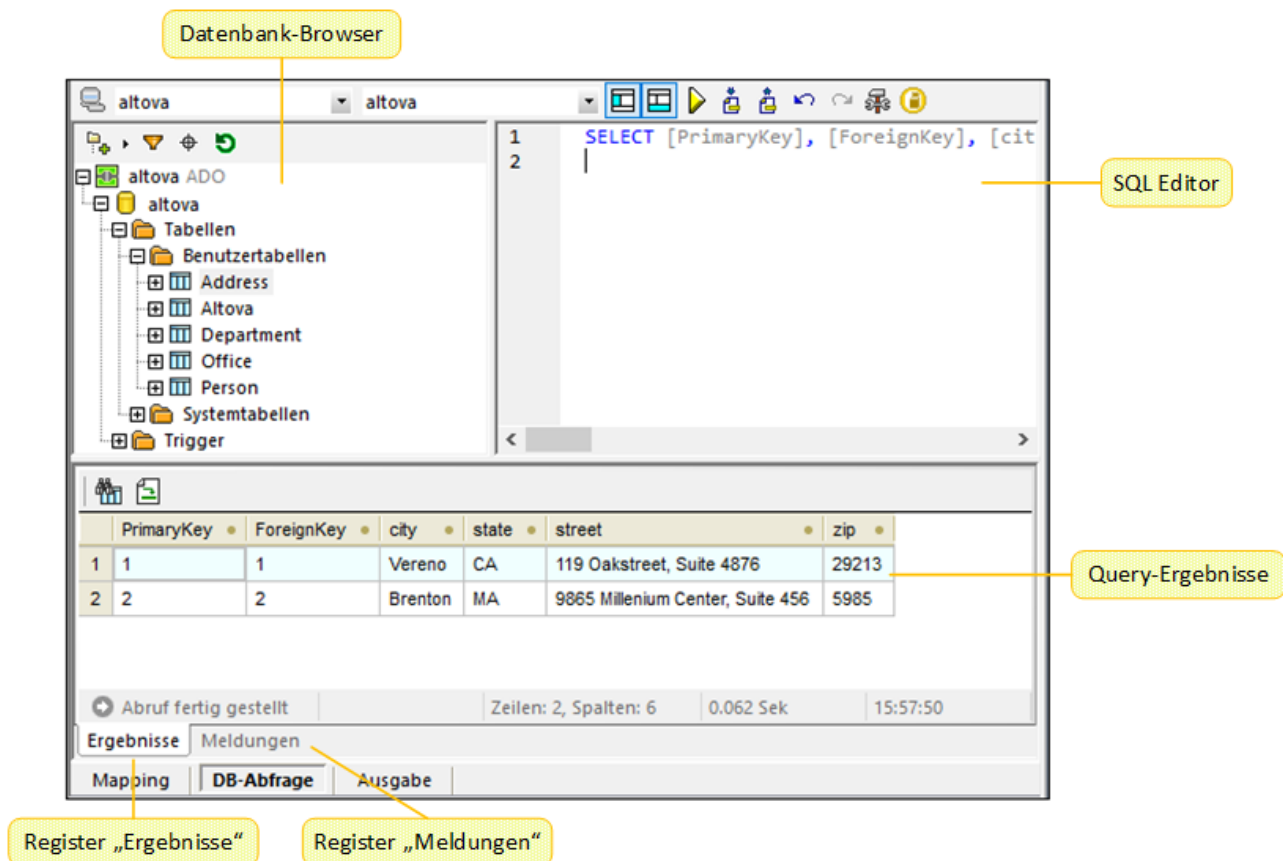 Datenbank-Browser
altova altova
1 SELECT [PrimaryKey], [ForeignKey], [cit
2
altova ADO
altova
Tabellen
Benutzertabellen
Address
Altova
Department
Office
Person
Systemtabellen
Trigger
SQL Editor
PrimaryKey ForeignKey city state street zip
1 1 1 Vereno CA 119 Oakstreet, Suite 4876 29213
2 2 2 Brenton MA 9865 Millenium Center, Suite 456 5985
Query-Ergebnisse
Abruf fertig gestellt Zeilen: 2, Spalten: 6 0.062 Sek 15:57:50
Ergebnisse Meldungen
Mapping DB-Abfrage Ausgabe
Register „Ergebnisse“ Register „Meldungen“